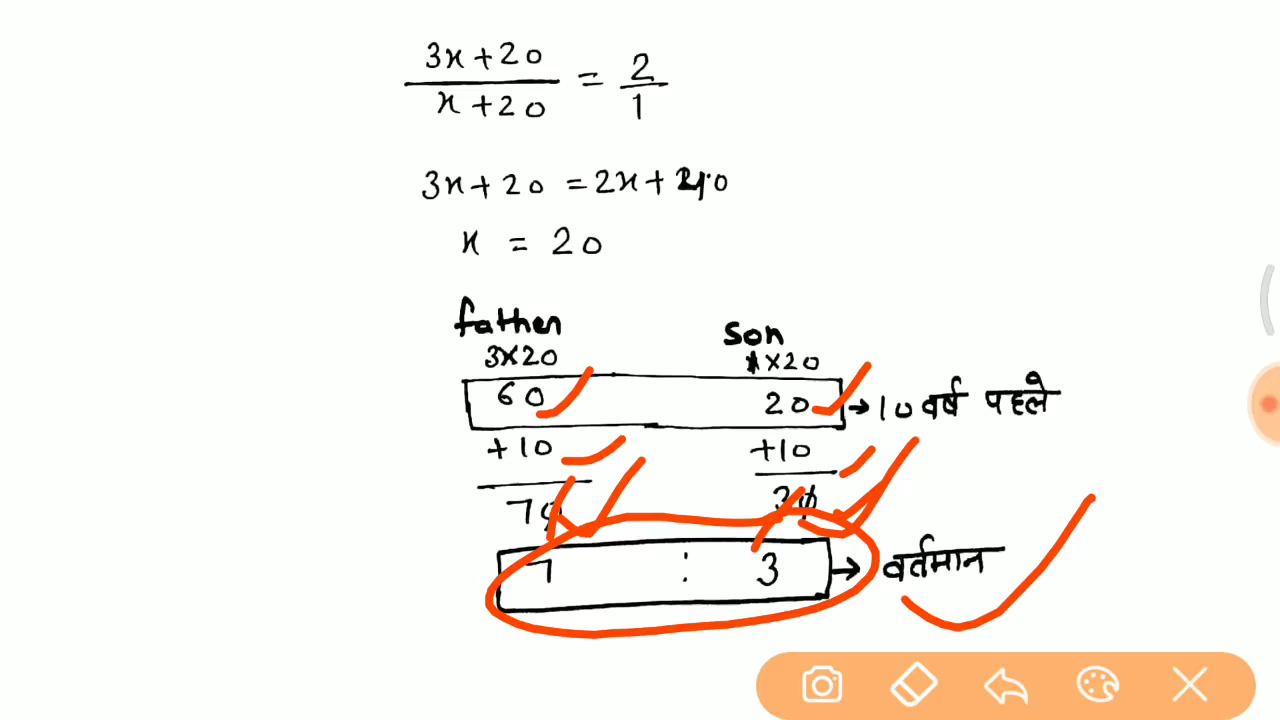 3x+20
x+20
= 2
1
3x+20 = 2x+40
x = 20
father son
3×20 1×20
60 20 → 10 वर्ष पहले
+10 +10
70 30
7 : 3 → वर्तमान